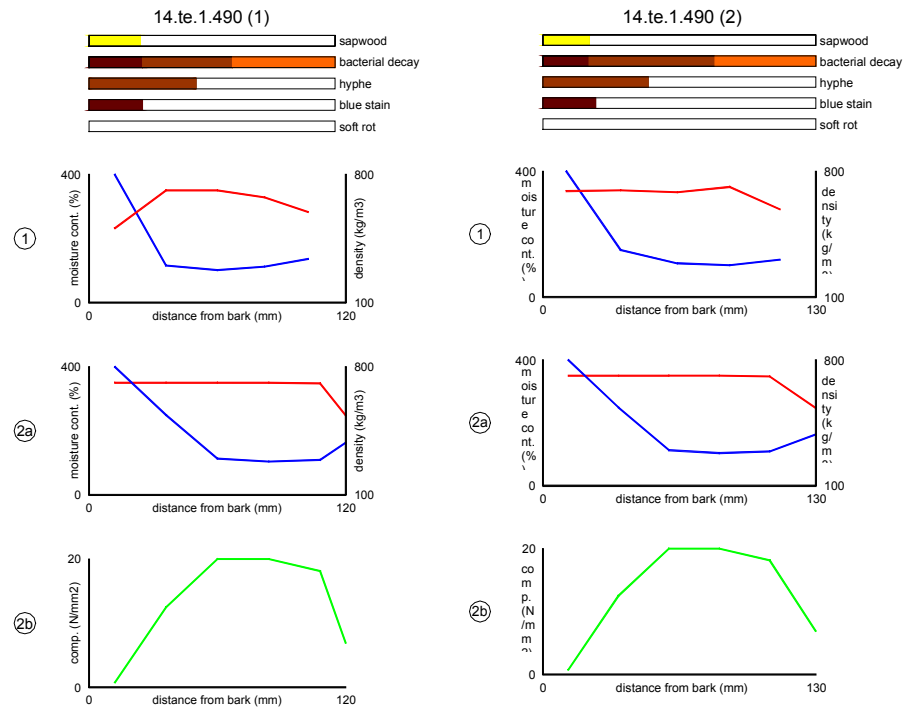 14.te.1.490 (1)
sapwood
bacterial decay
hyphe
blue stain
soft rot
1
400
moisture cont. (%)
0
800
density (kg/m3)
0
distance from bark (mm)
120
2a
400
moisture cont. (%)
0
800
density (kg/m3)
100
0
distance from bark (mm)
120
2b
20
comp. (N/mm2)
0
distance from bark (mm)
120
14.te.1.490 (2)
sapwood
bacterial decay
hyphe
blue stain
soft rot
1
400
m
ois
ture
co
nt.
(%
0
800
de
nsi
ty
(k
g/
m
100
0
distance from bark (mm)
130
2a
400
m
ois
ture
co
nt.
(%
0
800
de
nsi
ty
(k
g/
m
100
0
distance from bark (mm)
130
2b
20
co
mp.
(N
/m
m2
0
0
distance from bark (mm)
130